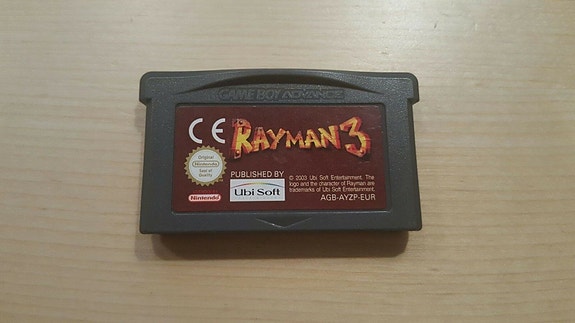 GAME BOY ADVANCE
CE
RAYMAN 3
Original
Nintendo
Seal of Quality
Nintendo
PUBLISHED BY
Ubi Soft
© 2003 Ubi Soft Entertainment. The
logo and the character of Rayman are
trademarks of Ubi Soft Entertainment.
AGB-AYZP-EUR